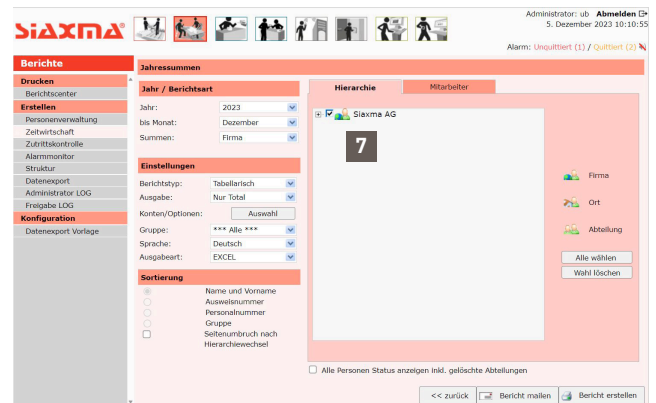 Administrator: ub Abmelden
5. Dezember 2023 10:10:55
SiAXMA®
Alarm: Unquittiert (1) / Quittiert (2)
Berichte
Drucken
Berichtscenter
Erstellen
Personenverwaltung
Zeitwirtschaft
Zutrittskontrolle
Alarmmonitor
Struktur
Datenexport
Administrator LOG
Freigabe LOG
Konfiguration
Datenexport Vorlage
Jahressummen
Jahr / Berichtsart
Jahr: 2023
bis Monat: Dezember
Summen: Firma
Einstellungen
Berichtstyp: Tabellarisch
Ausgabe: Nur Total
Konten/Optionen: Auswahl
Gruppe: *** Alle ***
Sprache: Deutsch
Ausgabeart: EXCEL
Sortierung
Name und Vorname
Ausweisnummer
Personalnummer
Gruppe
Seitenumbruch nach
Hierarchiewechsel
Hierarchie Mitarbeiter
Siaxma AG
7
Firma
Ort
Abteilung
Alle wählen
Wahl löschen
Alle Personen Status anzeigen inkl. gelöschte Abteilungen
<< zurück Bericht mailen Bericht erstellen